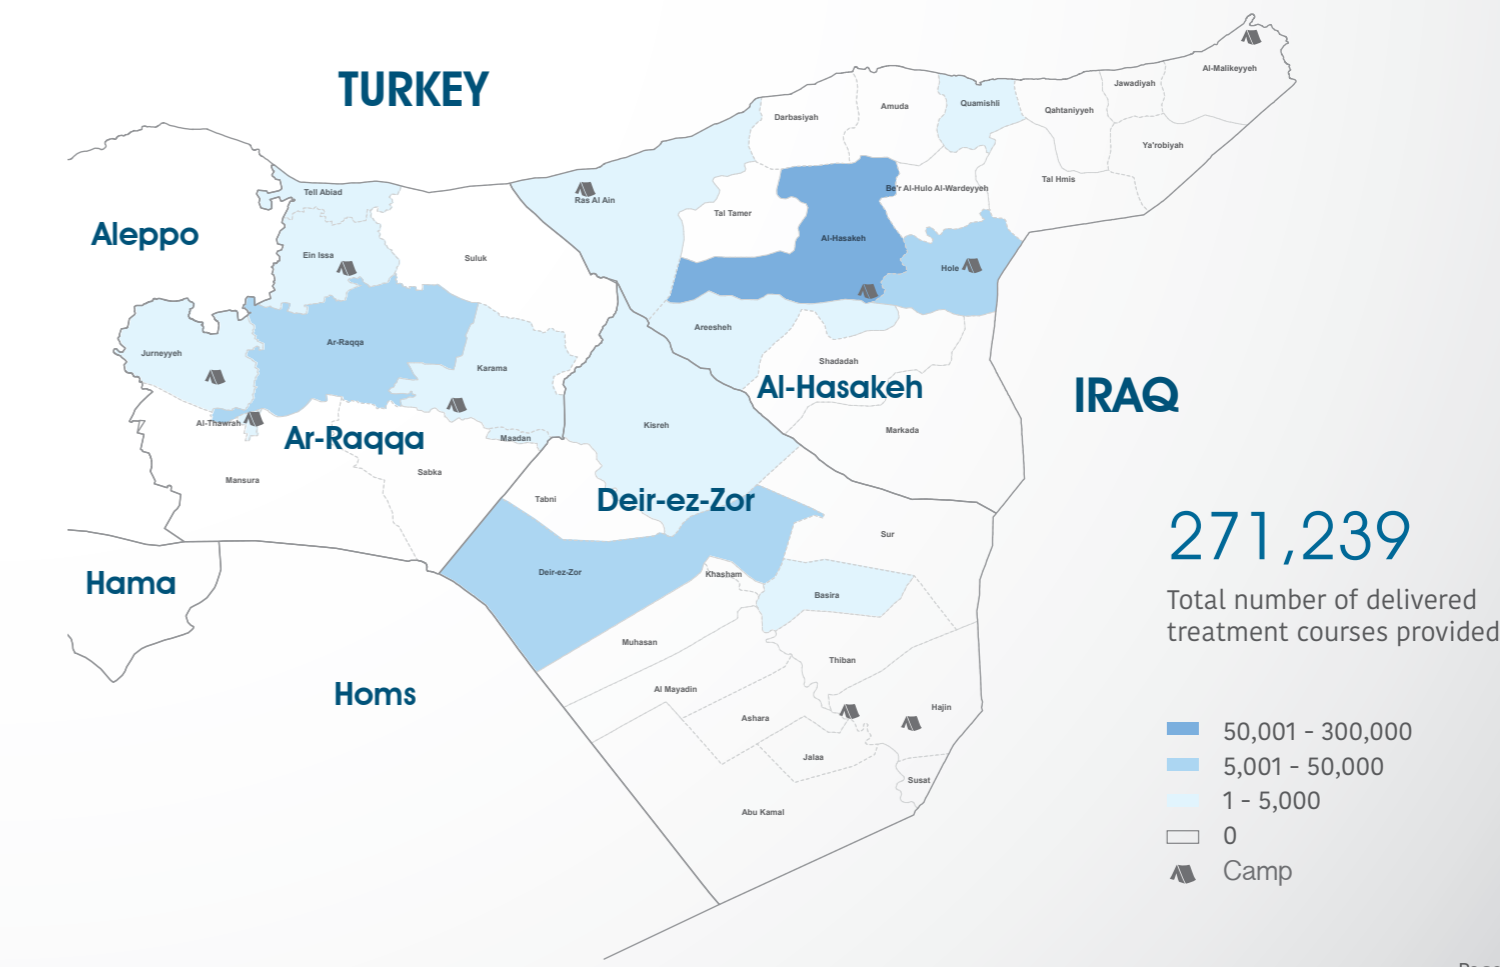 TURKEY
Aleppo
Tell Abiad
Ein Issa
Suluk
Jurneyyeh
Ar-Raqqa
Karama
Al-Thawrah
Ar-Raqqa
Maadan
Mansura
Sabka
Hama
Homs
Ras Al Ain
Darbasiyah
Amuda
Quamishli
Qahtaniyyeh
Jawadiyah
Al-Malikeyyeh
Ya'robiyah
Tal Hmis
Be'r Al-Hulo Al-Wardeyyeh
Tal Tamer
Al-Hasakeh
Hole
Areesheh
Shadadah
Al-Hasakeh
Markada
IRAQ
Kisreh
Tabni
Deir-ez-Zor
Deir-ez-Zor
Sur
Khasham
Basira
Muhasan
Thiban
Al Mayadin
Ashara
Hajin
Jalaa
Susat
Abu Kamal
271,239
Total number of delivered
treatment courses provided
50,001 - 300,000
5,001 - 50,000
1 - 5,000
0
Camp